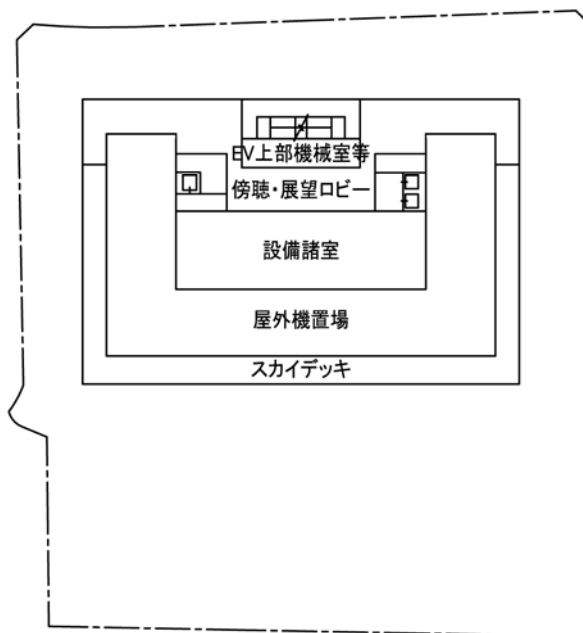 EV上部機械室等
傍聴・展望ロビー
設備諸室
屋外機置場
スカイデッキ